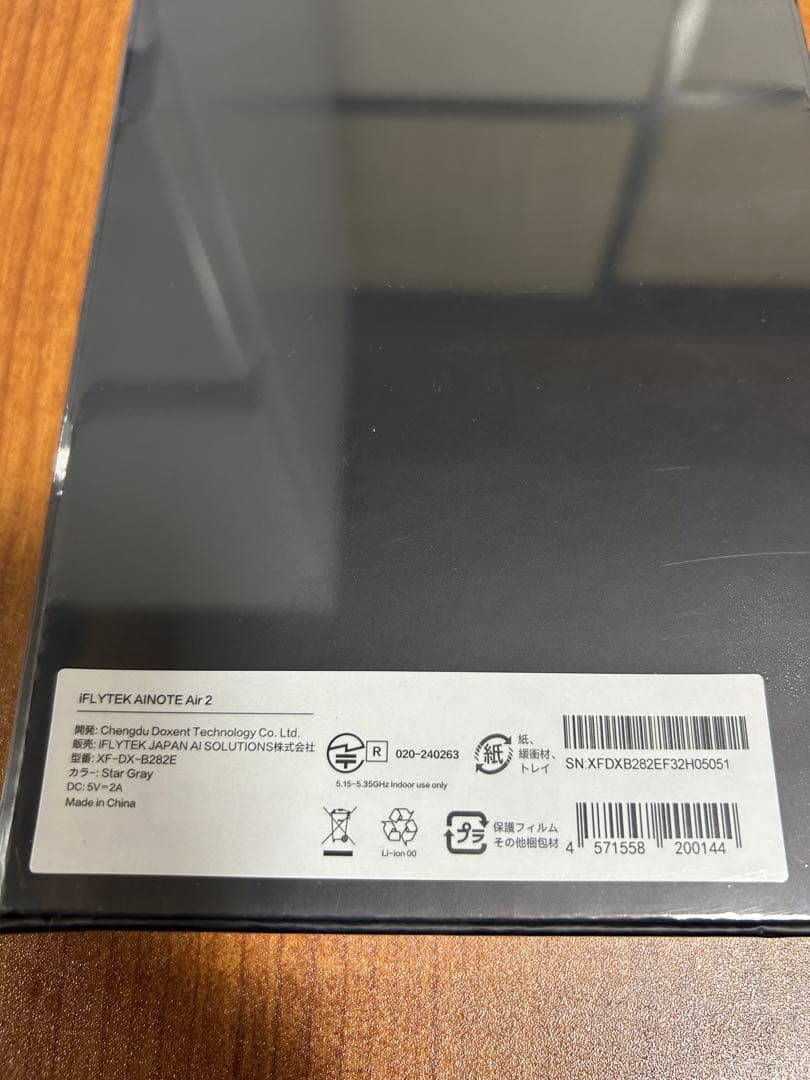 iFLYTEK AINOTE Air 2
開発: Chengdu Doxent Technology Co. Ltd.
販売: iFLYTEK JAPAN AI SOLUTIONS株式会社
型番: XF-DX-B282E
カラー: Star Gray
DC: 5V⎓2A
Made in China
R 020-240263
5.15-5.35GHz Indoor use only
Li-ion 00
紙
紙、
緩衝材、
トレイ
プラ
保護フィルム
その他梱包材
SN:XFDXB282EF32H05051
4 571558 200144